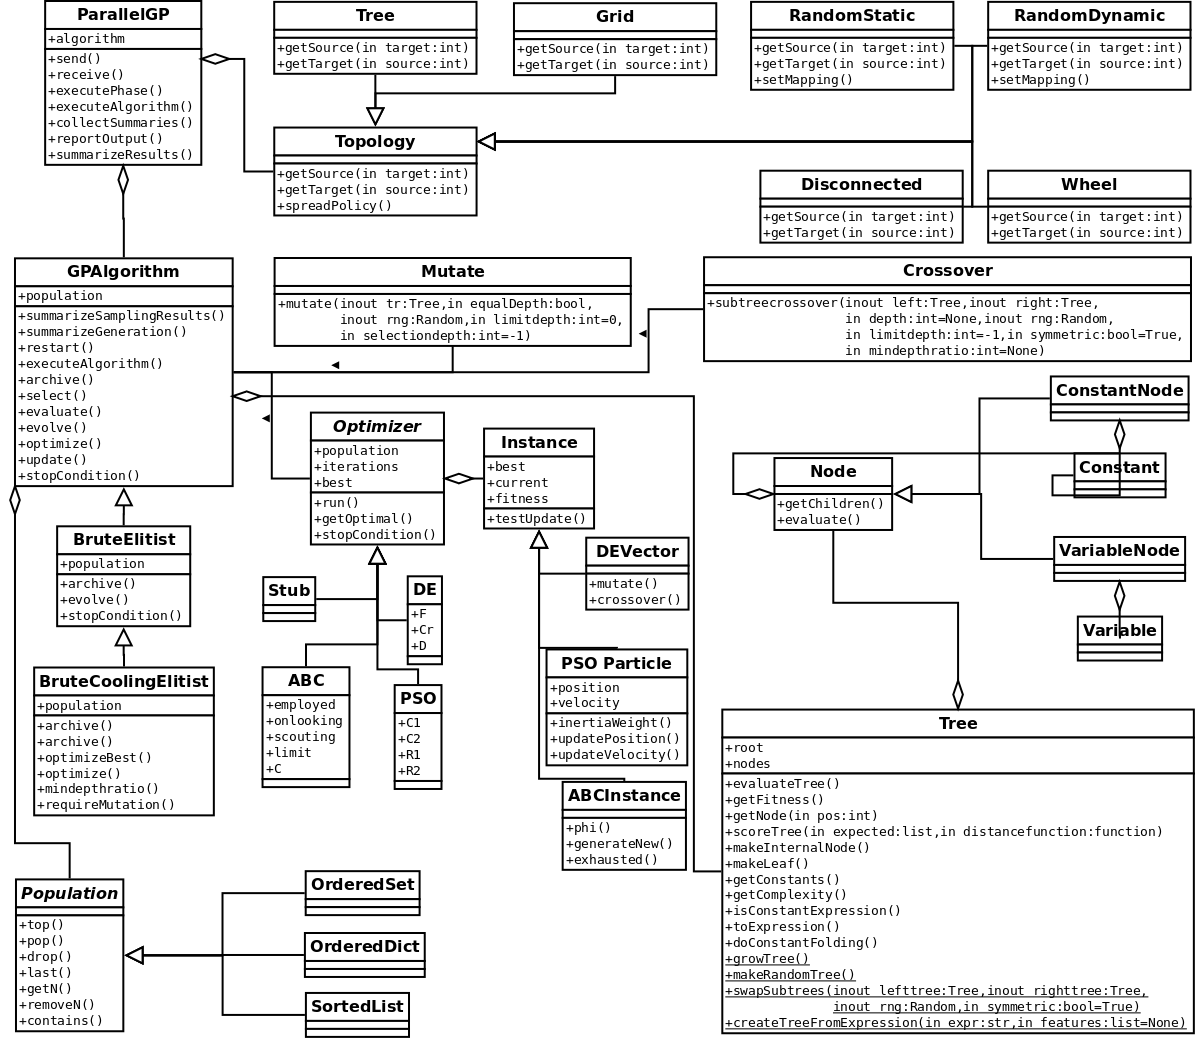 ParallelGP
+algorithm
+send()
+receive()
+executePhase()
+executeAlgorithm()
+collectSummaries()
+reportOutput()
+summarizeResults()
Tree
+getSource(in target:int)
+getTarget(in source:int)
Grid
+getSource(in target:int)
+getTarget(in source:int)
RandomStatic
+getSource(in target:int)
+getTarget(in source:int)
+setMapping()
RandomDynamic
+getSource(in target:int)
+getTarget(in source:int)
+setMapping()
Topology
+getSource(in target:int)
+getTarget(in source:int)
+spreadPolicy()
Disconnected
+getSource(in target:int)
+getTarget(in source:int)
Wheel
+getSource(in target:int)
+getTarget(in source:int)
GPAlgorithm
+population
+summarizeSamplingResults()
+summarizeGeneration()
+restart()
+executeAlgorithm()
+archive()
+select()
+evaluate()
+evolve()
+optimize()
+update()
+stopCondition()
Mutate
+mutate(inout tr:Tree,in equalDepth:bool,
inout rng:Random,in limitdepth:int=0,
in selectiondepth:int=-1)
Crossover
+subtreecrossover(inout left:Tree,inout right:Tree,
in depth:int=None,inout rng:Random,
in limitdepth:int=-1,in symmetric:bool=True,
in mindepthratio:int=None)
Optimizer
+population
+iterations
+best
+run()
+getOptimal()
+stopCondition()
Instance
+best
+current
+fitness
+testUpdate()
Node
+getChildren()
+evaluate()
ConstantNode
Constant
VariableNode
Variable
BruteElitist
+population
+archive()
+evolve()
+stopCondition()
BruteCoolingElitist
+population
+archive()
+archive()
+optimizeBest()
+optimize()
+mindepthratio()
+requireMutation()
Stub
DE
+F
+Cr
+D
ABC
+employed
+onlooking
+scouting
+limit
+C
PSO
+C1
+C2
+R1
+R2
DEVector
+mutate()
+crossover()
PSO Particle
+position
+velocity
+inertiaWeight()
+updatePosition()
+updateVelocity()
ABCInstance
+phi()
+generateNew()
+exhausted()
Tree
+root
+nodes
+evaluateTree()
+getFitness()
+getNode(in pos:int)
+scoreTree(in expected:list,in distancefunction:function)
+makeInternalNode()
+makeLeaf()
+getConstants()
+getComplexity()
+isConstantExpression()
+toExpression()
+doConstantFolding()
+growTree()
+makeRandomTree()
+swapSubtrees(inout lefttree:Tree,inout righttree:Tree,
inout rng:Random,in symmetric:bool=True)
+createTreeFromExpression(in expr:str,in features:list=None)
Population
+top()
+pop()
+drop()
+last()
+getN()
+removeN()
+contains()
OrderedSet
OrderedDict
SortedList